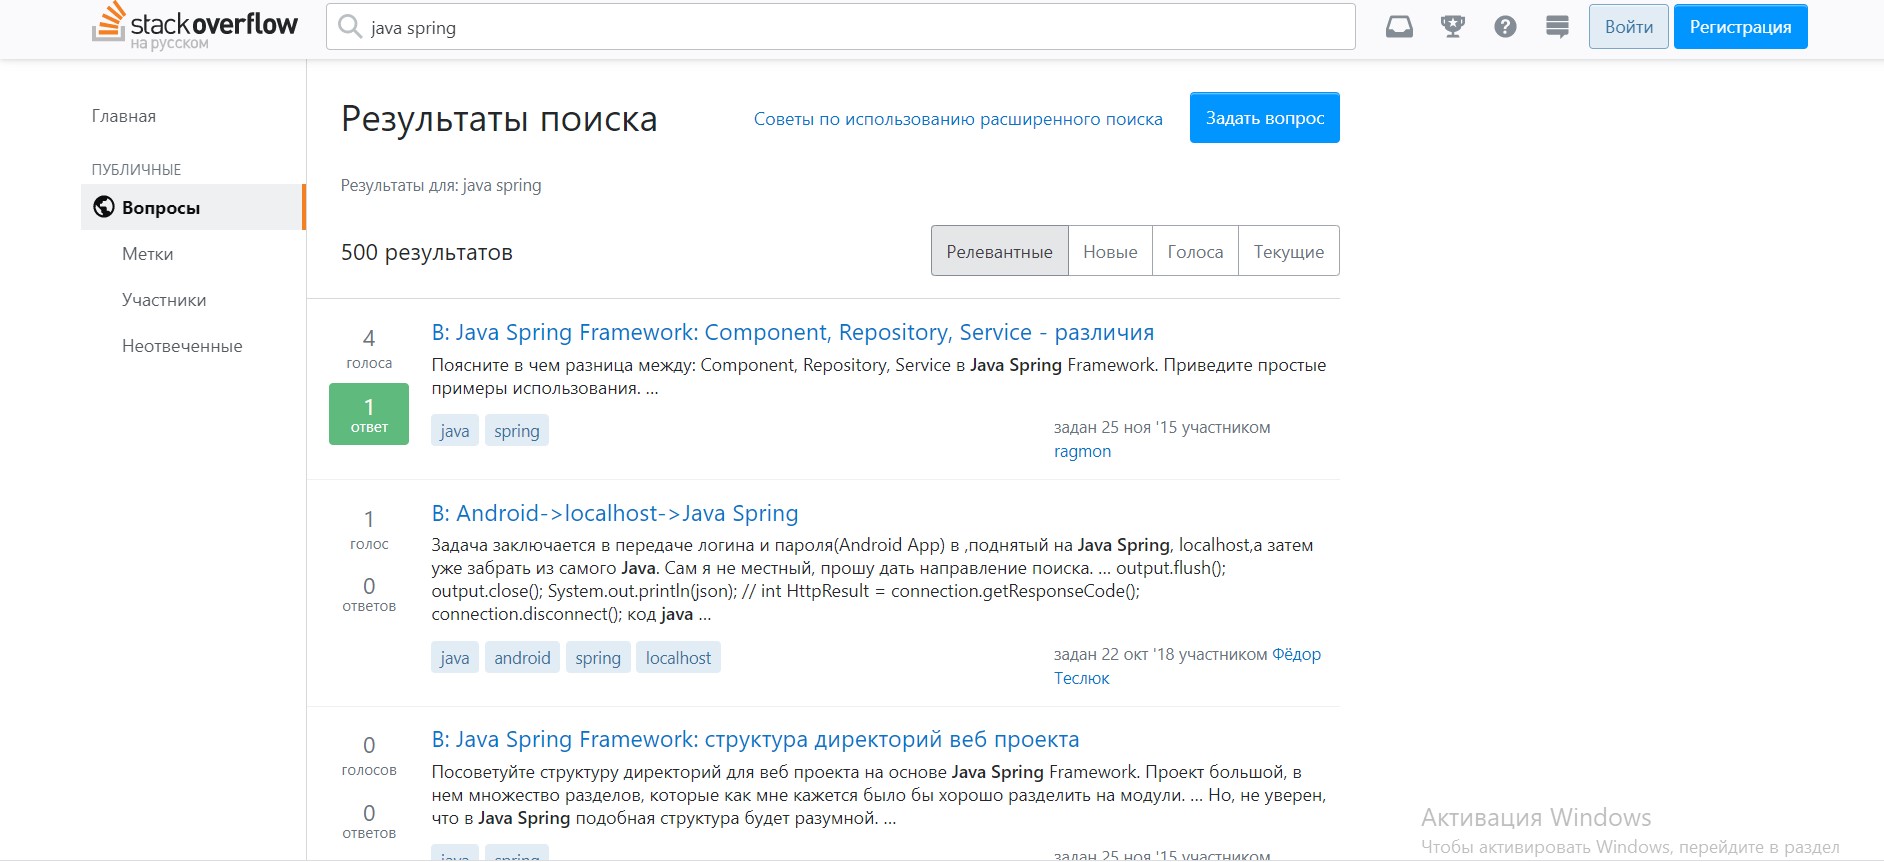 stackoverflow
на русском
java spring
Войти
Регистрация
Главная
ПУБЛИЧНЫЕ
Вопросы
Метки
Участники
Неотвеченные
Результаты поиска
Советы по использованию расширенного поиска
Задать вопрос
Результаты для: java spring
500 результатов
Релевантные
Новые
Голоса
Текущие
4
голоса
1
ответ
В: Java Spring Framework: Component, Repository, Service - различия
Поясните в чем разница между: Component, Repository, Service в Java Spring Framework. Приведите простые
примеры использования. ...
java
spring
задан 25 ноя '15 участником
ragmon
1
голос
0
ответов
В: Android->localhost->Java Spring
Задача заключается в передаче логина и пароля(Android App) в ,поднятый на Java Spring, localhost,а затем
уже забрать из самого Java. Сам я не местный, прошу дать направление поиска. ... output.flush();
output.close(); System.out.println(json); // int HttpResult = connection.getResponseCode();
connection.disconnect(); код java ...
java
android
spring
localhost
задан 22 окт '18 участником Фёдор
Теслюк
0
голосов
0
ответов
В: Java Spring Framework: структура директорий веб проекта
Посоветуйте структуру директорий для веб проекта на основе Java Spring Framework. Проект большой, в
нем множество разделов, которые как мне кажется было бы хорошо разделить на модули. ... Но, не уверен,
что в Java Spring подобная структура будет разумной. ...
java
spring
задан 25 ноя '15 участником
Активация Windows
Чтобы активировать Windows, перейдите в раздел